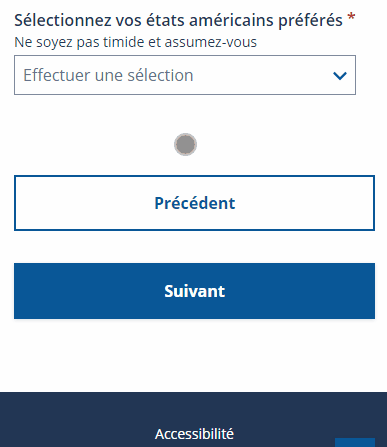 Sélectionnez vos états américains préférés *
Ne soyez pas timide et assumez-vous
Effectuer une sélection
Précédent
Suivant
Accessibilité